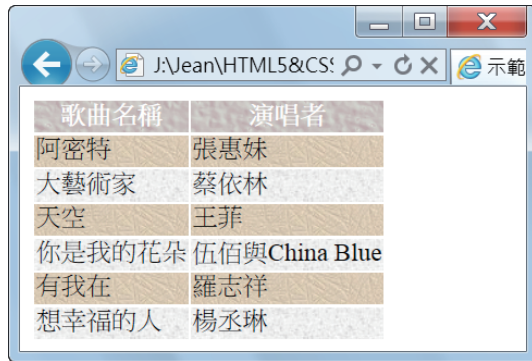 J:\Jean\HTML5&CSS
示範
歌曲名稱 演唱者
阿密特 張惠妹
大藝術家 蔡依林
天空 王菲
你是我的花朵 伍佰與China Blue
有我在 羅志祥
想幸福的人 楊丞琳